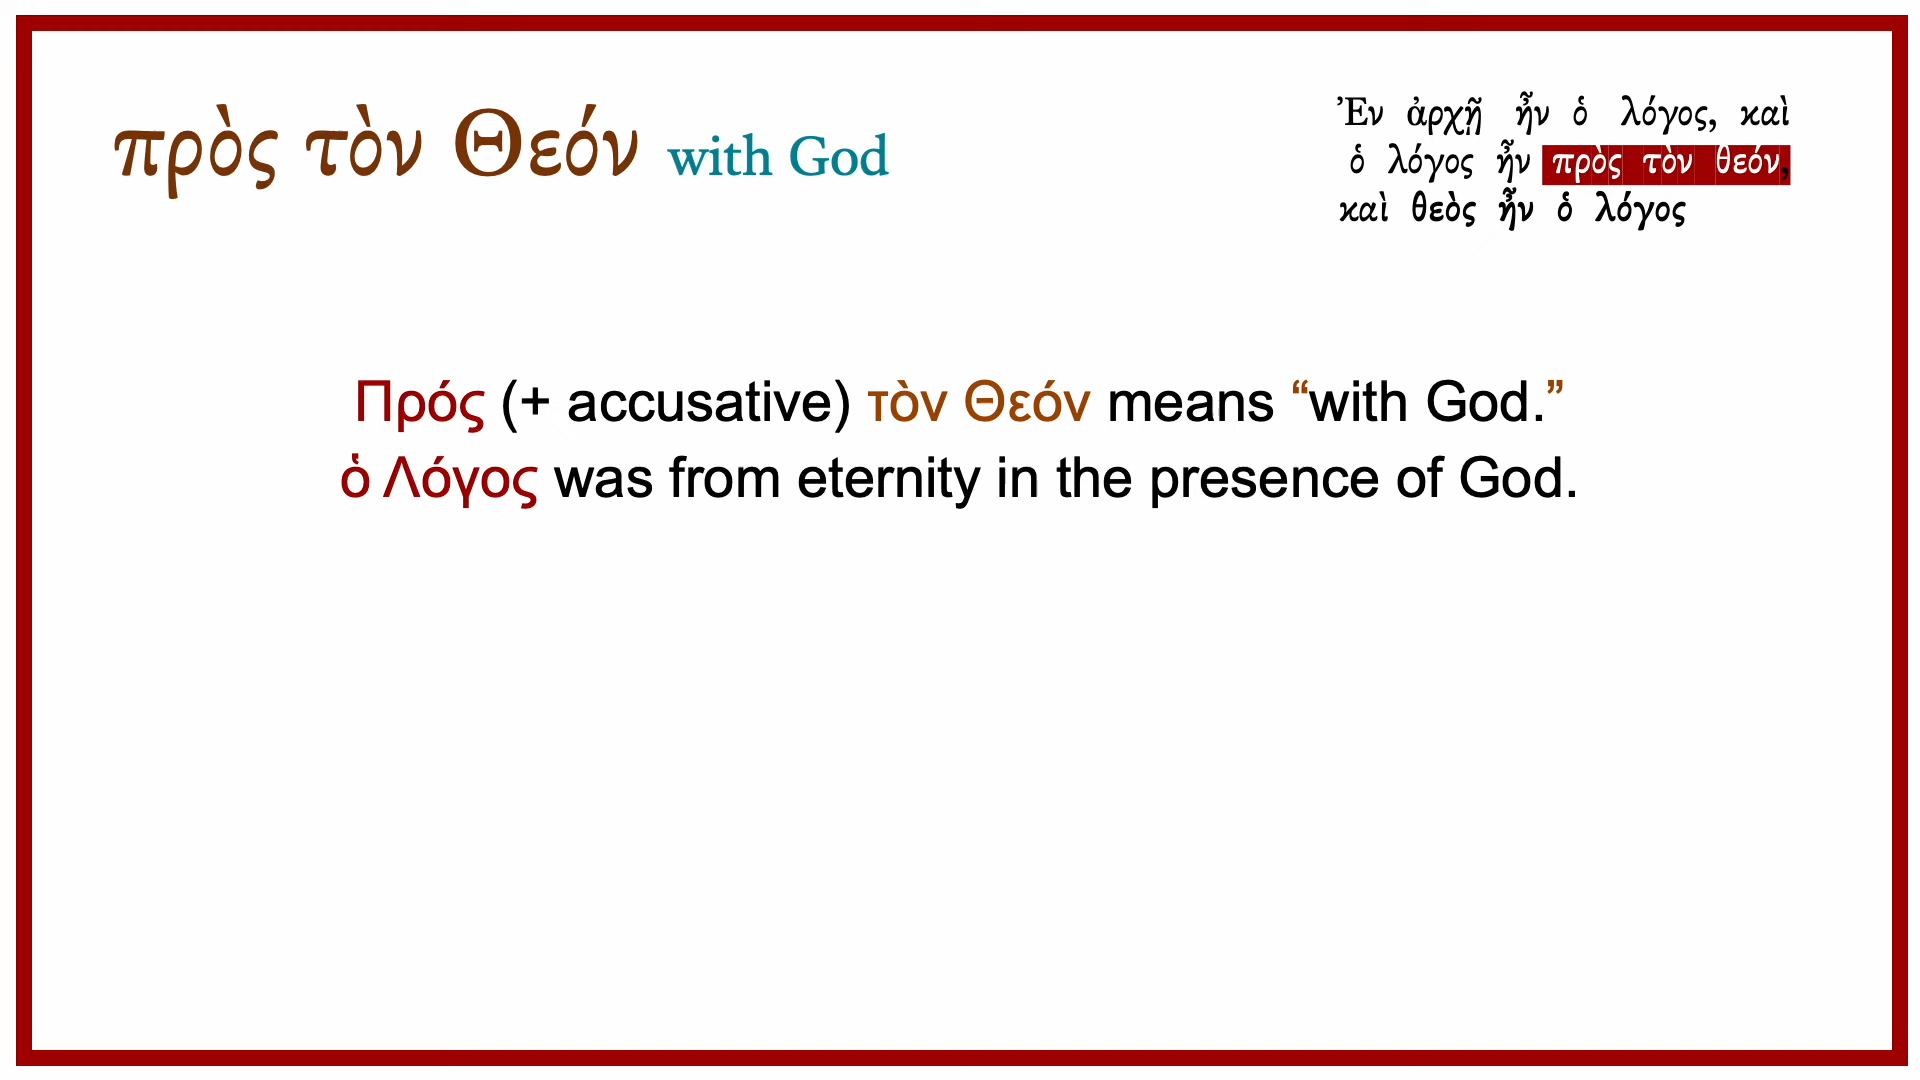 πρὸς τὸν Θεόν with God
Ἐν ἀρχῇ ἦν ὁ λόγος, καὶ
ὁ λόγος ἦν πρὸς τὸν θεόν,
καὶ θεὸς ἦν ὁ λόγος
Πρός (+ accusative) τὸν Θεόν means “with God.”
ὁ Λόγος was from eternity in the presence of God.